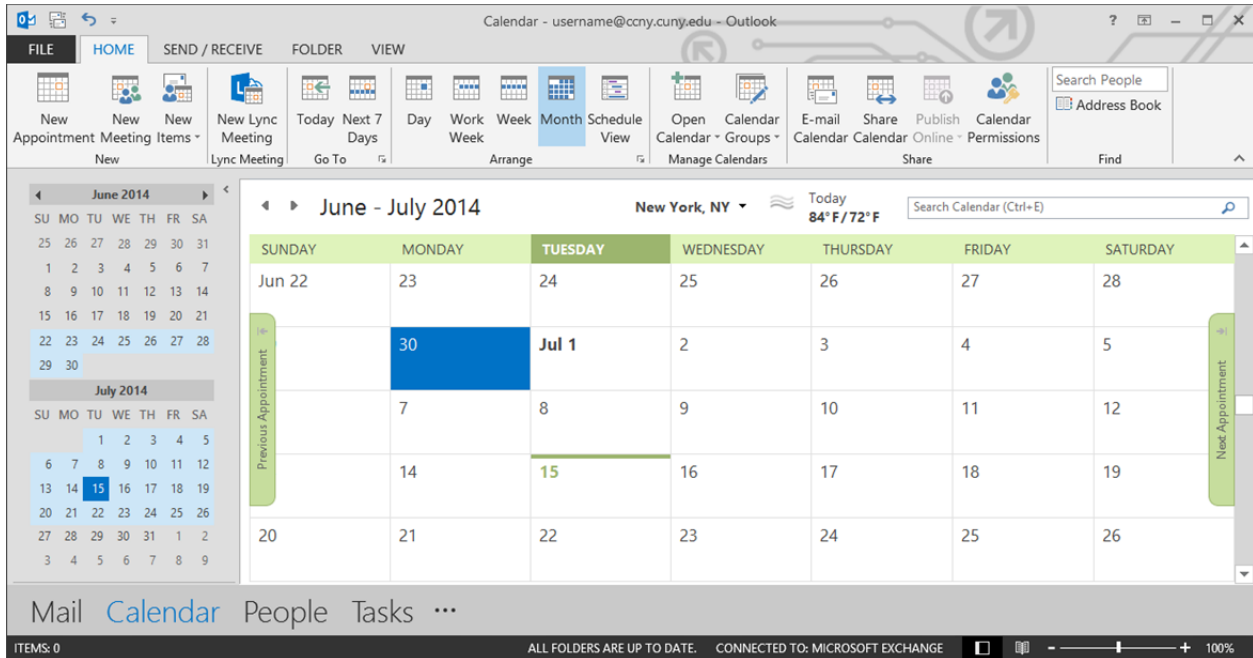 Calendar - username@ccny.cuny.edu - Outlook
FILE HOME SEND / RECEIVE FOLDER VIEW
New Appointment
New Meeting
New Items
New Lync Meeting
Today
Next 7 Days
Day
Work Week
Week
Month
Schedule View
Open Calendar
Calendar Groups
E-mail Calendar
Share Calendar
Publish Online
Calendar Permissions
Search People
Address Book
New Lync Meeting Go To Arrange Manage Calendars Share Find
June 2014
SU MO TU WE TH FR SA
25 26 27 28 29 30 31
1 2 3 4 5 6 7
8 9 10 11 12 13 14
15 16 17 18 19 20 21
22 23 24 25 26 27 28
29 30
July 2014
SU MO TU WE TH FR SA
1 2 3 4 5
6 7 8 9 10 11 12
13 14 15 16 17 18 19
20 21 22 23 24 25 26
27 28 29 30 31 1 2
3 4 5 6 7 8 9
June - July 2014
New York, NY
Today
84°F/72°F
Search Calendar (Ctrl+E)
SUNDAY MONDAY TUESDAY WEDNESDAY THURSDAY FRIDAY SATURDAY
Jun 22 23 24 25 26 27 28
30 Jul 1 2 3 4 5
7 8 9 10 11 12
14 15 16 17 18 19
20 21 22 23 24 25 26
Previous Appointment
Next Appointment
Mail Calendar People Tasks ···
ITEMS: 0 ALL FOLDERS ARE UP TO DATE. CONNECTED TO: MICROSOFT EXCHANGE 100%